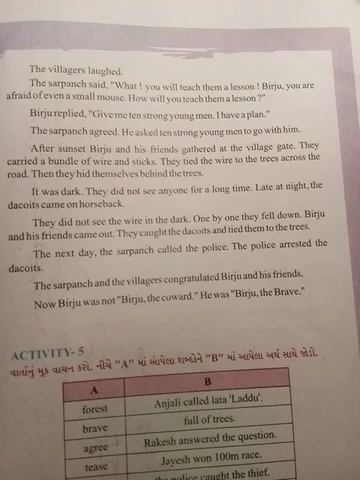 The villagers laughed.
The sarpanch said, "What ! you will teach them a lesson ! Birju, you are
afraid of even a small mouse. How will you teach them a lesson ?"
Birju replied, "Give me ten strong young men. I have a plan."
The sarpanch agreed. He asked ten strong young men to go with him.
After sunset Birju and his friends gathered at the village gate. They
carried a bundle of wire and sticks. They tied the wire to the trees across the
road. Then they hid themselves behind the trees.
It was dark. They did not see anyone for a long time. Late at night, the
dacoits came on horseback.
They did not see the wire in the dark. One by one they fell down. Birju
and his friends came out. They caught the dacoits and tied them to the trees.
The next day, the sarpanch called the police. The police arrested the
dacoits.
The sarpanch and the villagers congratulated Birju and his friends.
Now Birju was not "Birju, the coward." He was "Birju, the Brave."
ACTIVITY- 5
વાર્તાનું મૂક વાચન કરો. નીચે "A" માં આપેલા શબ્દોને "B" માં આપેલા અર્થ સાથે જોડો.
A B
forest Anjali called lata 'Laddu'.
brave full of trees.
agree Rakesh answered the question.
tease Jayesh won 100m race.
the police caught the thief.